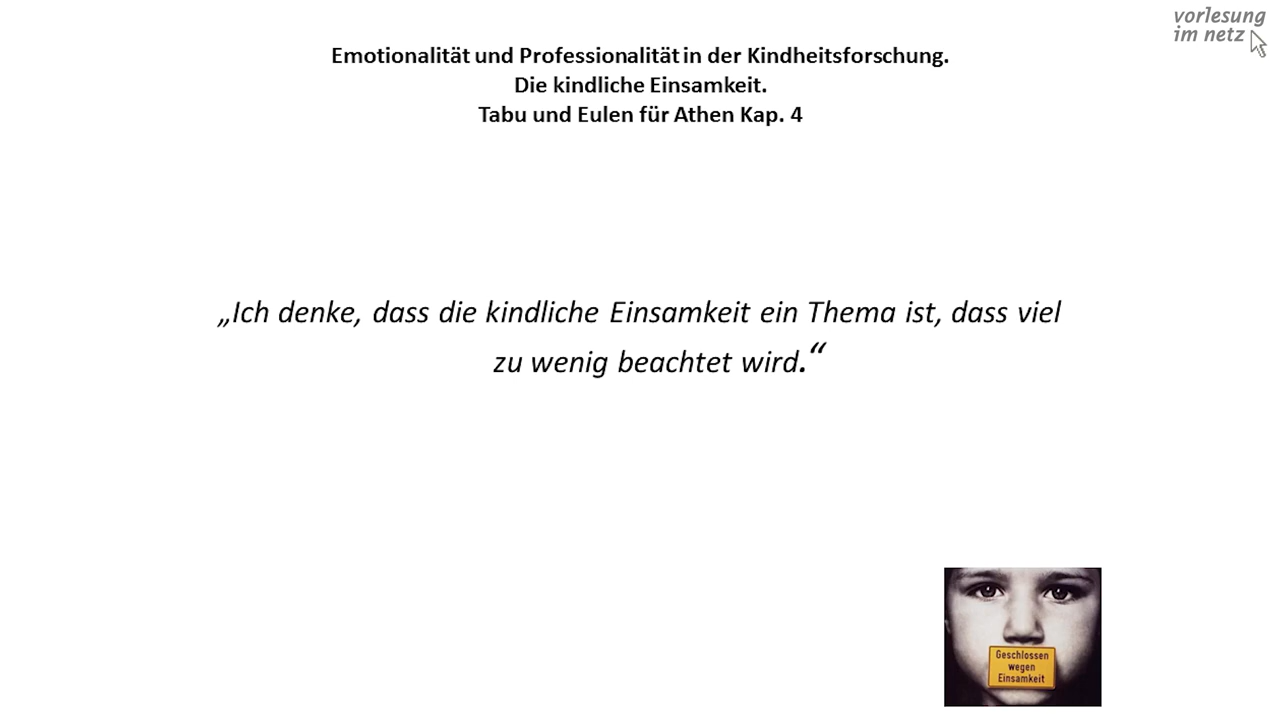 vorlesung
im netz
Emotionalität und Professionalität in der Kindheitsforschung.
Die kindliche Einsamkeit.
Tabu und Eulen für Athen Kap. 4
„Ich denke, dass die kindliche Einsamkeit ein Thema ist, dass viel
zu wenig beachtet wird.“
Geschlossen
wegen
Einsamkeit